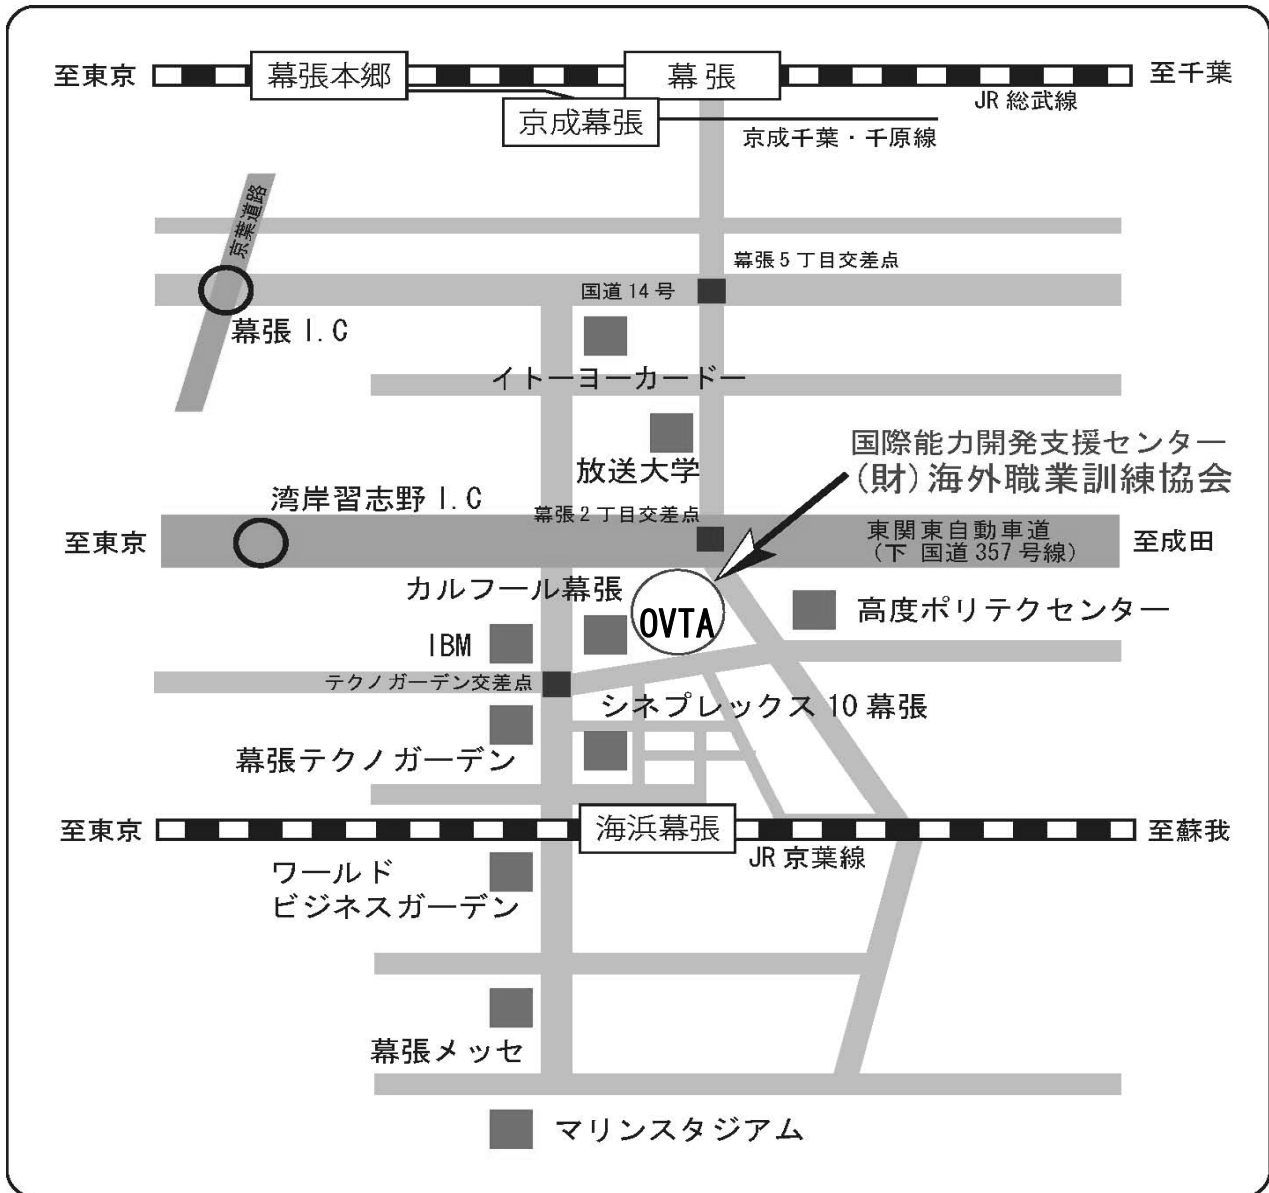 至東京
幕張本郷
幕張
至千葉
JR 総武線
京成幕張
京成千葉・千原線
京葉道路
幕張5丁目交差点
国道14号
幕張 I.C
イトーヨーカードー
放送大学
国際能力開発支援センター
(財)海外職業訓練協会
湾岸習志野 I.C
幕張2丁目交差点
至東京
東関東自動車道
(下 国道357号線)
至成田
カルフール幕張
OVTA
高度ポリテクセンター
IBM
テクノガーデン交差点
シネプレックス 10 幕張
幕張テクノガーデン
至東京
海浜幕張
至蘇我
JR 京葉線
ワールド
ビジネスガーデン
幕張メッセ
マリンスタジアム